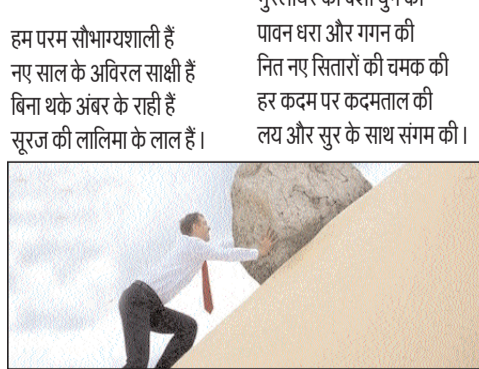 हम परम सौभाग्यशाली हैं
नए साल के अविरल साक्षी हैं
बिना थके अंबर के राही हैं
सूरज की लालिमा के लाल हैं ।
पावन धरा और गगन की
नित नए सितारों की चमक की
हर कदम पर कदमताल की
लय और सुर के साथ संगम की ।